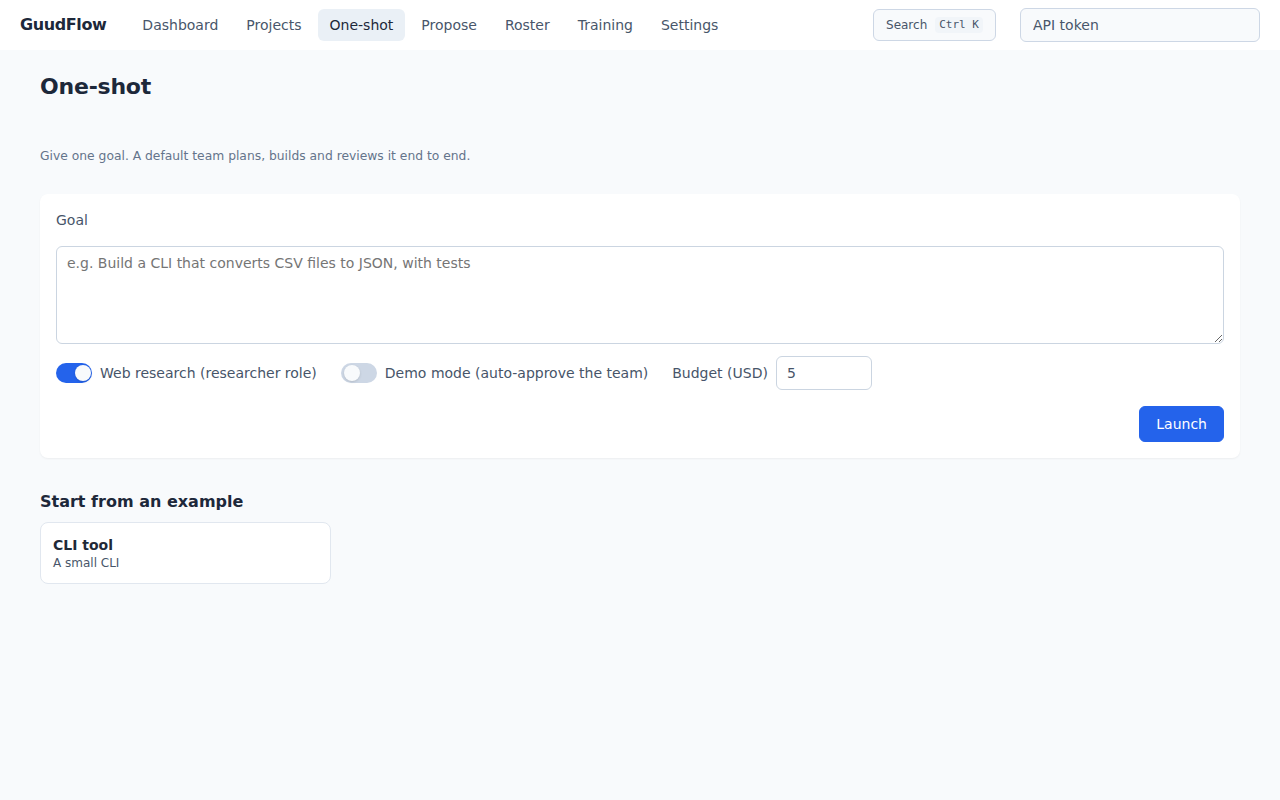 GuudFlow Dashboard Projects One-shot Propose Roster Training Settings Search Ctrl K API token
One-shot
Give one goal. A default team plans, builds and reviews it end to end.
Goal
e.g. Build a CLI that converts CSV files to JSON, with tests
Web research (researcher role) Demo mode (auto-approve the team) Budget (USD) 5
Launch
Start from an example
CLI tool
A small CLI